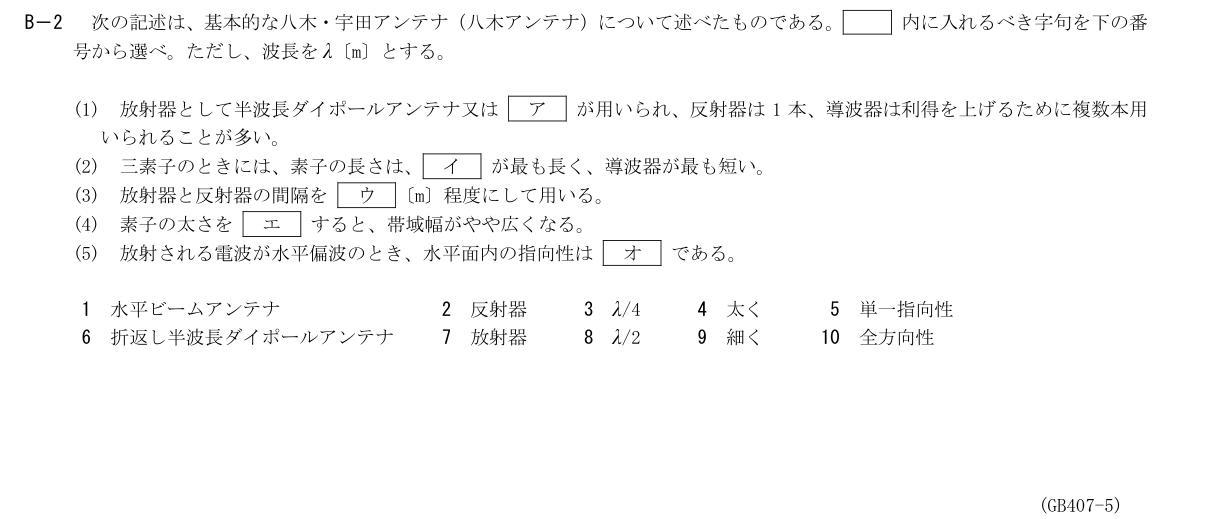 B－2　次の記述は、基本的な八木・宇田アンテナ（八木アンテナ）について述べたものである。　　内に入れるべき字句を下の番
号から選べ。ただし、波長をλ〔m〕とする。
(1)　放射器として半波長ダイポールアンテナ又は　ア　が用いられ、反射器は1本、導波器は利得を上げるために複数本用
いられることが多い。
(2)　三素子のときには、素子の長さは、　イ　が最も長く、導波器が最も短い。
(3)　放射器と反射器の間隔を　ウ　〔m〕程度にして用いる。
(4)　素子の太さを　エ　すると、帯域幅がやや広くなる。
(5)　放射される電波が水平偏波のとき、水平面内の指向性は　オ　である。
1　水平ビームアンテナ　2　反射器　3　λ/4　4　太く　5　単一指向性
6　折返し半波長ダイポールアンテナ　7　放射器　8　λ/2　9　細く　10　全方向性
(GB407-5)